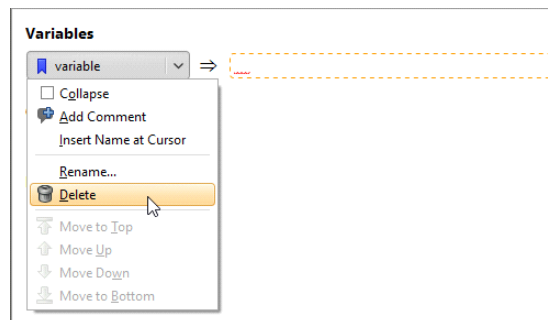 Variables
variable ⇒
Collapse
Add Comment
Insert Name at Cursor
Rename...
Delete
Move to Top
Move Up
Move Down
Move to Bottom